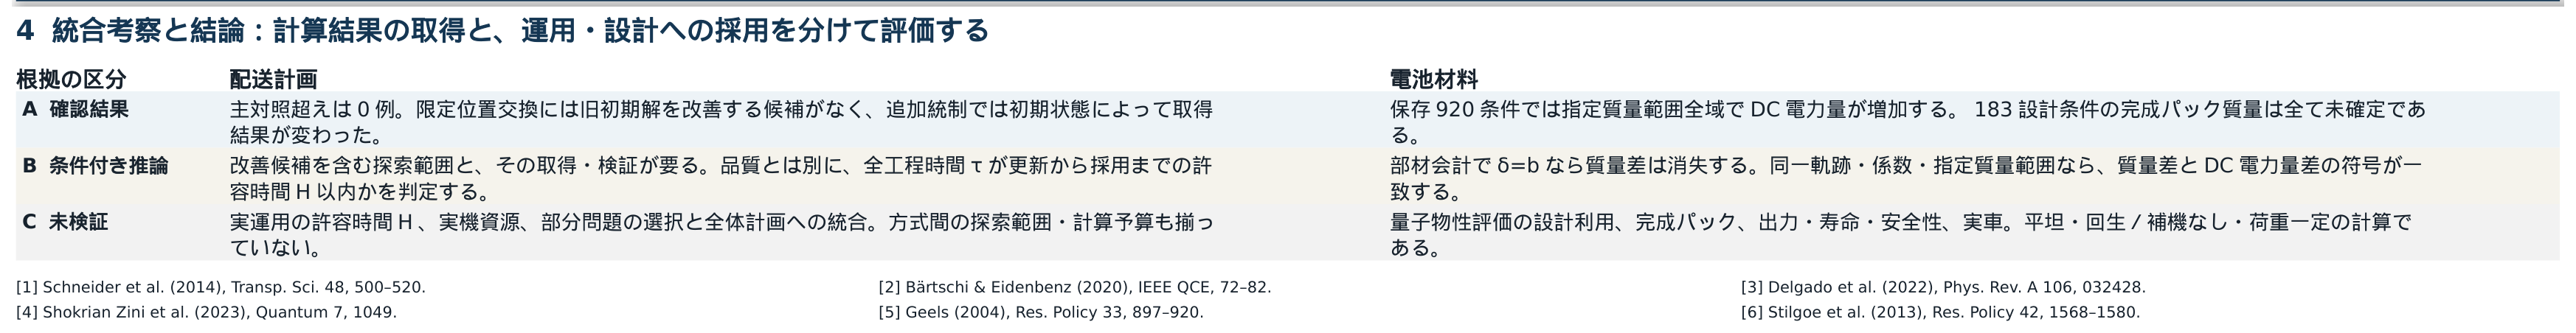 4 統合考察と結論：計算結果の取得と、運用・設計への採用を分けて評価する
根拠の区分 配送計画 電池材料
A 確認結果 主対照超えは 0 例。限定位置交換には旧初期解を改善する候補がなく、追加統制では初期状態によって取得 保存 920 条件では指定質量範囲全域で DC 電力量が増加する。 183 設計条件の完成パック質量は全て未確定であ
結果が変わった。 る。
B 条件付き推論 改善候補を含む探索範囲と、その取得・検証が要る。品質とは別に、全工程時間 τ が更新から採用までの許 部材会計で δ=b なら質量差は消失する。同一軌跡・係数・指定質量範囲なら、質量差と DC 電力量差の符号が一
容時間 H 以内かを判定する。 致する。
C 未検証 実運用の許容時間 H 、実機資源、部分問題の選択と全体計画への統合。方式間の探索範囲・計算予算も揃っ 量子物性評価の設計利用、完成パック、出力・寿命・安全性、実車。平坦・回生 / 補機なし・荷重一定の計算で
ていない。 ある。
[1] Schneider et al. (2014), Transp. Sci. 48, 500–520. [2] Bärtschi & Eidenbenz (2020), IEEE QCE, 72–82. [3] Delgado et al. (2022), Phys. Rev. A 106, 032428.
[4] Shokrian Zini et al. (2023), Quantum 7, 1049. [5] Geels (2004), Res. Policy 33, 897–920. [6] Stilgoe et al. (2013), Res. Policy 42, 1568–1580.